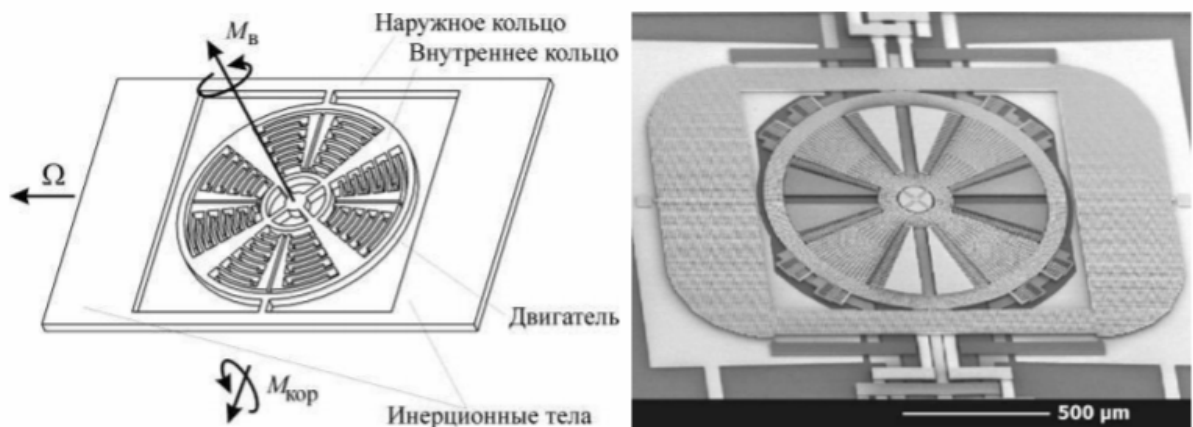 Наружное кольцо
Внутреннее кольцо
Mв
Ω
Двигатель
Mкор
Инерционные тела
500 μm